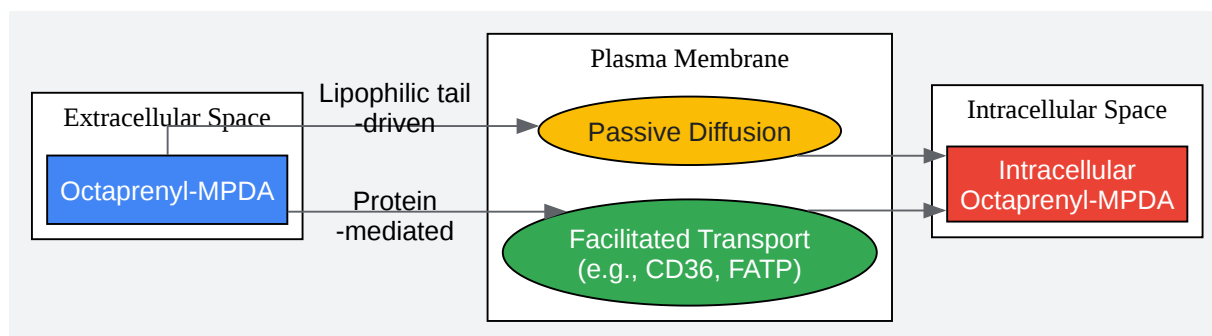 Extracellular Space
Octaprenyl-MPDA
Lipophilic tail
-driven
Protein
-mediated
Plasma Membrane
Passive Diffusion
Facilitated Transport
(e.g., CD36, FATP)
Intracellular Space
Intracellular
Octaprenyl-MPDA